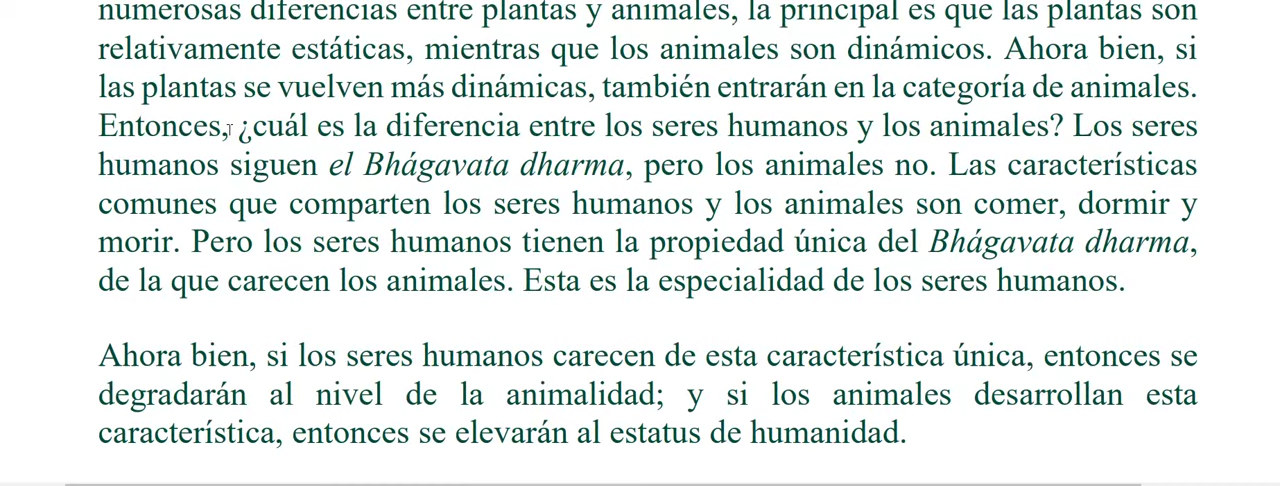 numerosas diferencias entre plantas y animales, la principal es que las plantas son
relativamente estáticas, mientras que los animales son dinámicos. Ahora bien, si
las plantas se vuelven más dinámicas, también entrarán en la categoría de animales.
Entonces, ¿cuál es la diferencia entre los seres humanos y los animales? Los seres
humanos siguen el Bhágavata dharma, pero los animales no. Las características
comunes que comparten los seres humanos y los animales son comer, dormir y
morir. Pero los seres humanos tienen la propiedad única del Bhágavata dharma,
de la que carecen los animales. Esta es la especialidad de los seres humanos.
Ahora bien, si los seres humanos carecen de esta característica única, entonces se
degradarán al nivel de la animalidad; y si los animales desarrollan esta
característica, entonces se elevarán al estatus de humanidad.